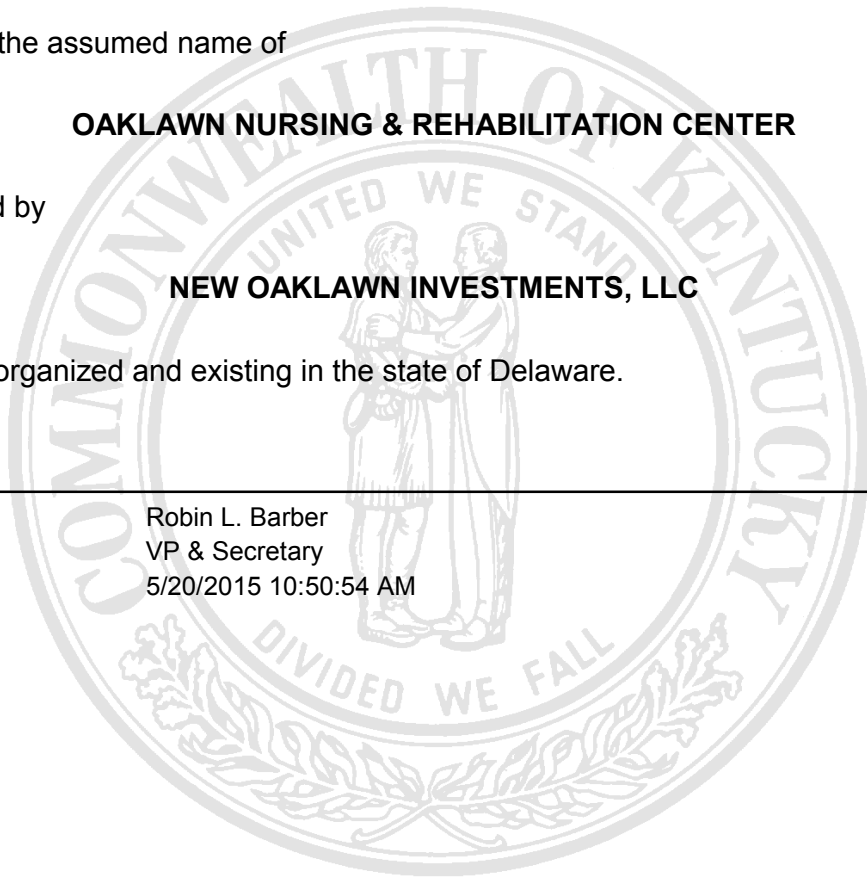 the assumed name of
OAKLAWN NURSING & REHABILITATION CENTER
d by
NEW OAKLAWN INVESTMENTS, LLC
organized and existing in the state of Delaware.
Robin L. Barber
VP & Secretary
5/20/2015 10:50:54 AM
COMMONWEALTH OF KENTUCKY
UNITED WE STAND
DIVIDED WE FALL